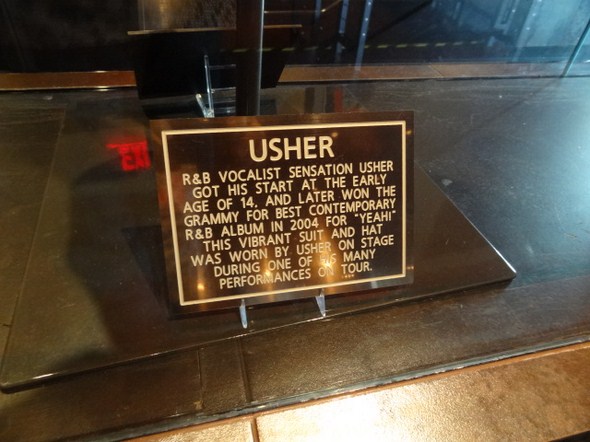 USHER
R&B VOCALIST SENSATION USHER
GOT HIS START AT THE EARLY
AGE OF 14, AND LATER WON THE
GRAMMY FOR BEST CONTEMPORARY
R&B ALBUM IN 2004 FOR "YEAH!"
THIS VIBRANT SUIT AND HAT
WAS WORN BY USHER ON STAGE
DURING ONE OF HIS MANY
PERFORMANCES ON TOUR.